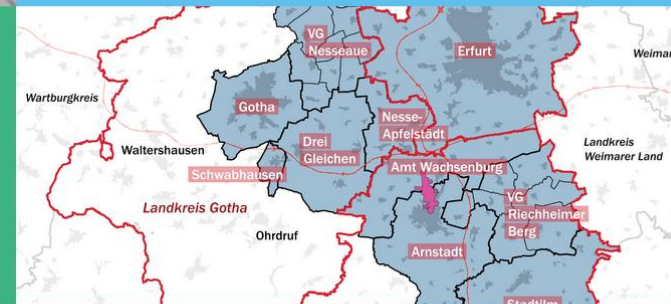 VG
Nesseaue
Erfurt
Weimar
Wartburgkreis
Gotha
Nesse-
Apfelstädt
Drei
Gleichen
Landkreis
Weimarer Land
Waltershausen
Schwabhausen
Amt Wachsenburg
VG
Riechheimer
Berg
Landkreis Gotha
Ohrdruf
Arnstadt
Stadtilm